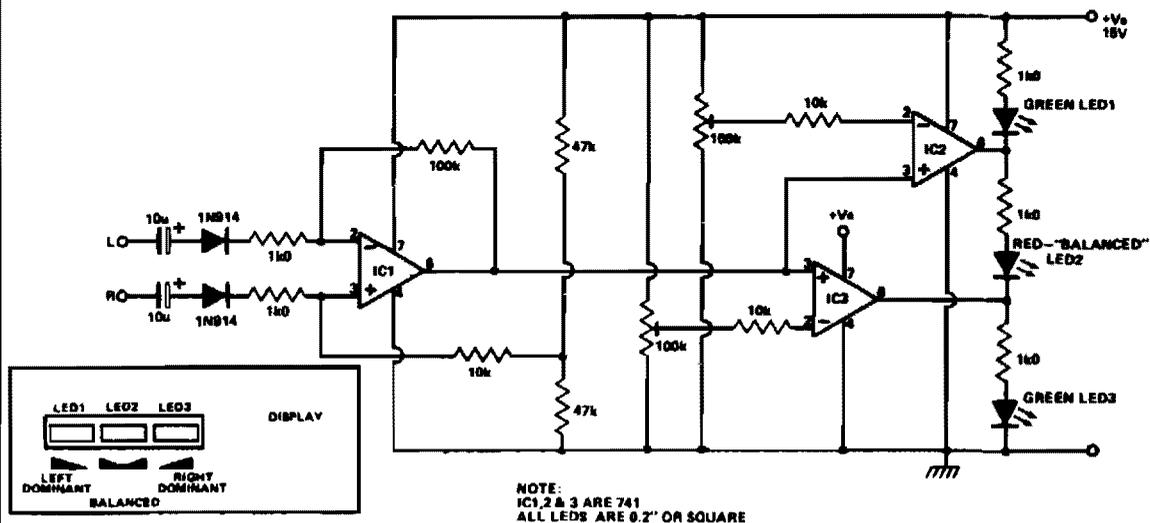 +Vs
15V
1k0
GREEN LED1
10k
2
7
6
IC2
100k
3
4
47k
100k
1k0
+Vs
RED-"BALANCED"
LED2
10u
+
1N914
L
1k0
2
7
6
IC1
3
4
3
7
6
IC3
2
4
R
+
10u
1N914
1k0
10k
100k
10k
1k0
47k
GREEN LED3
LED1 LED2 LED3
DISPLAY
LEFT
DOMINANT
RIGHT
DOMINANT
BALANCED
NOTE:
IC1,2 & 3 ARE 741
ALL LEDS ARE 0.2" OR SQUARE